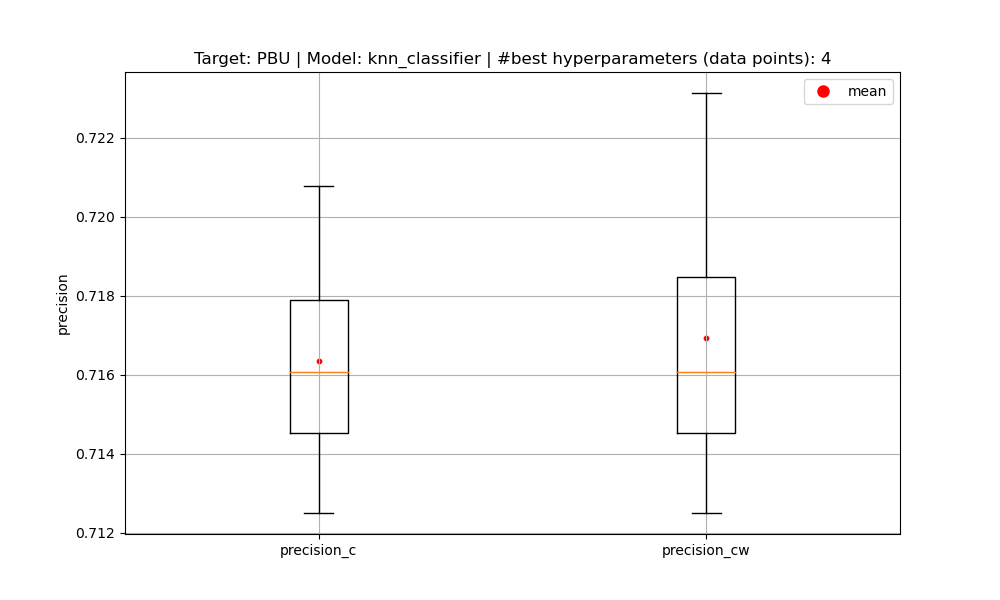 Target: PBU | Model: knn_classifier | #best hyperparameters (data points): 4
mean
0.722
0.720
0.718
0.716
0.714
0.712
precision
precision_c
precision_cw